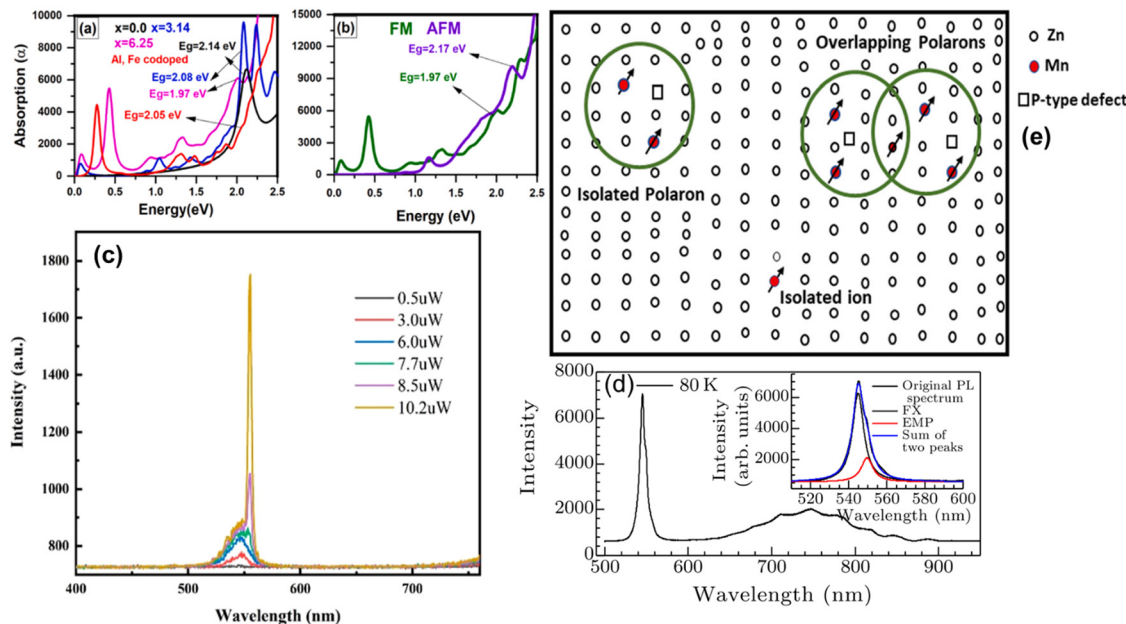 (a)
x=0.0 x=3.14
x=6.25
Al, Fe codoped
Eg=2.14 eV
Eg=2.08 eV
Eg=1.97 eV
Eg=2.05 eV
Absorption (α)
10000
8000
6000
4000
2000
0
0.0 0.5 1.0 1.5 2.0 2.5
Energy(eV)
(b)
FM AFM
Eg=2.17 eV
Eg=1.97 eV
15000
12000
9000
6000
3000
0
0.0 0.5 1.0 1.5 2.0 2.5
Energy (eV)
Overlapping Polarons
Isolated Polaron
Isolated ion
Zn
Mn
P-type defect
(e)
(c)
0.5uW
3.0uW
6.0uW
7.7uW
8.5uW
10.2uW
Intensity (a.u.)
1800
1600
1400
1200
1000
800
400 500 600 700
Wavelength (nm)
(d)
80 K
Intensity
8000
6000
4000
2000
0
500 600 700 800 900
Wavelength (nm)
Intensity
(arb. units)
6000
4000
2000
Original PL
spectrum
FX
EMP
Sum of
two peaks
520 540 560 580 600
Wavelength (nm)